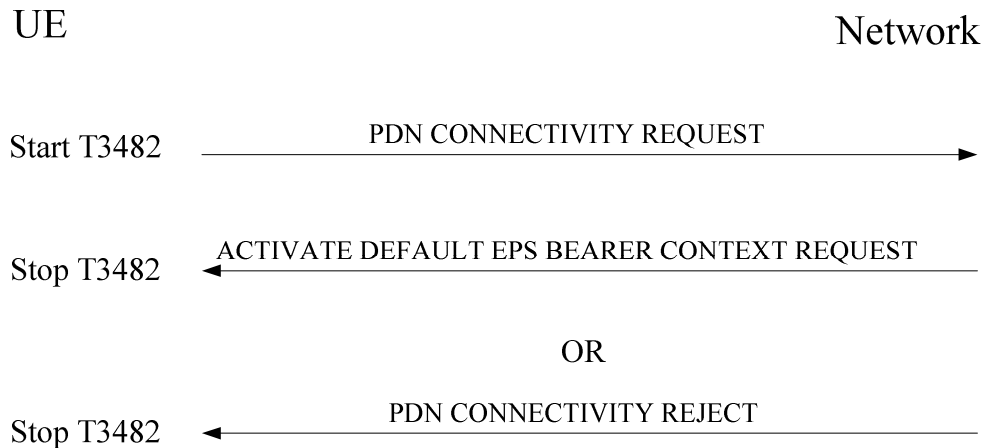 UE
Network
Start T3482
PDN CONNECTIVITY REQUEST
ACTIVATE DEFAULT EPS BEARER CONTEXT REQUEST
Stop T3482
OR
PDN CONNECTIVITY REJECT
Stop T3482